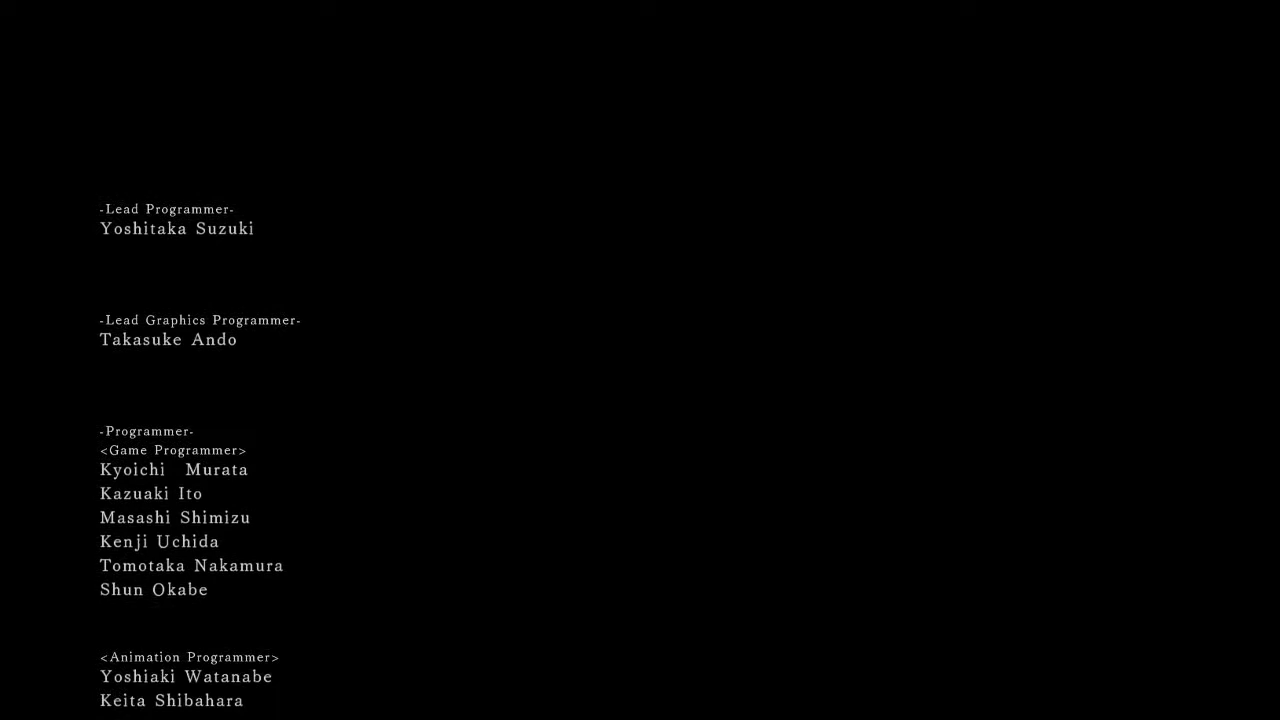 -Lead Programmer-
Yoshitaka Suzuki
-Lead Graphics Programmer-
Takasuke Ando
-Programmer-
<Game Programmer>
Kyoichi　Murata
Kazuaki Ito
Masashi Shimizu
Kenji Uchida
Tomotaka Nakamura
Shun Okabe
<Animation Programmer>
Yoshiaki Watanabe
Keita Shibahara